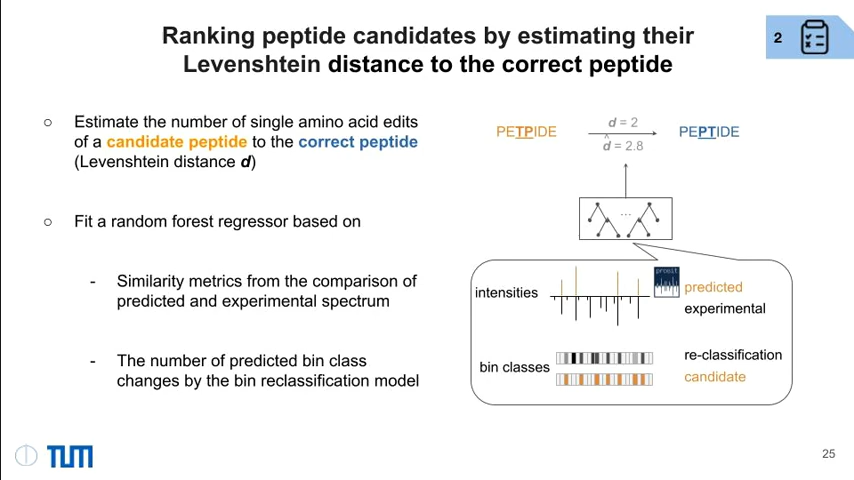 Ranking peptide candidates by estimating their
Levenshtein distance to the correct peptide
2
○ Estimate the number of single amino acid edits
of a candidate peptide to the correct peptide
(Levenshtein distance d)
○ Fit a random forest regressor based on
- Similarity metrics from the comparison of
predicted and experimental spectrum
- The number of predicted bin class
changes by the bin reclassification model
PETPIDE
d = 2
d̂ = 2.8
PEPTIDE
...
prosit
intensities
predicted
experimental
bin classes
re-classification
candidate
TUM
25